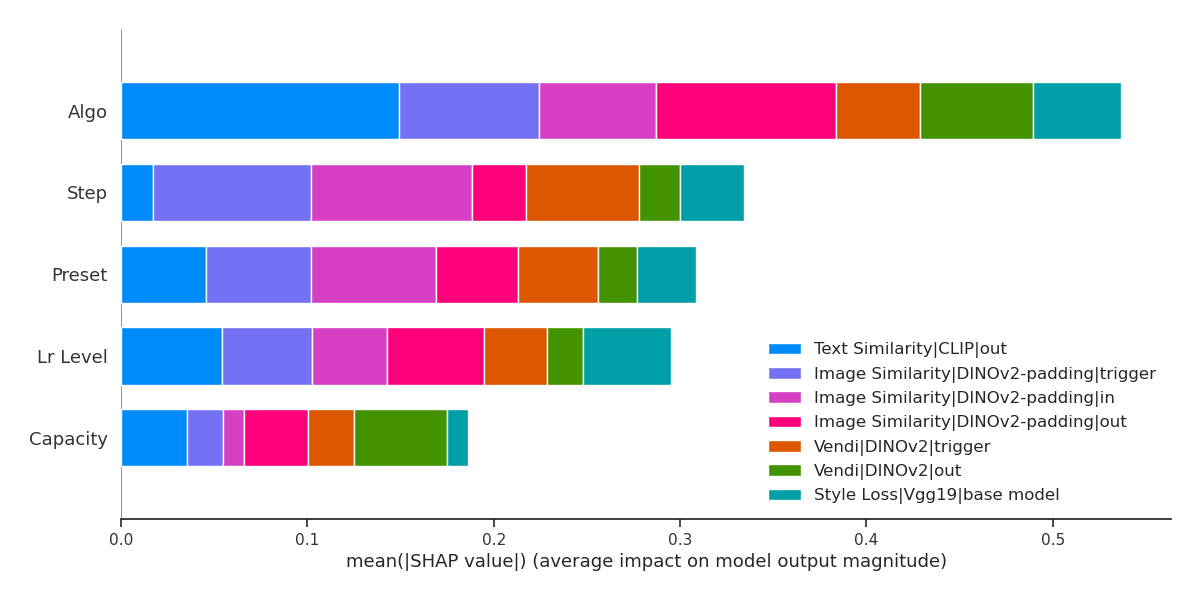 Algo
Step
Preset
Lr Level
Capacity
Text Similarity|CLIP|out
Image Similarity|DINOv2-padding|trigger
Image Similarity|DINOv2-padding|in
Image Similarity|DINOv2-padding|out
Vendi|DINOv2|trigger
Vendi|DINOv2|out
Style Loss|Vgg19|base model
0.0 0.1 0.2 0.3 0.4 0.5
mean(|SHAP value|) (average impact on model output magnitude)